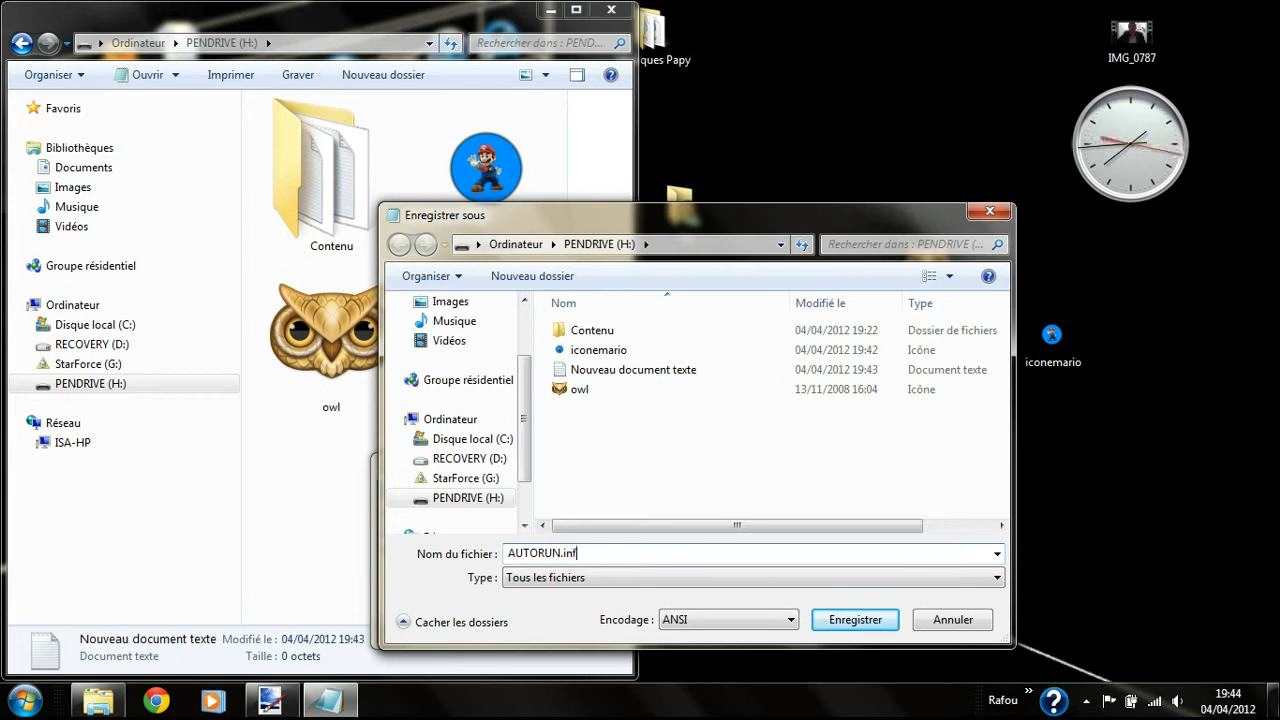 Ordinateur
PENDRIVE (H:)
Rechercher dans : PEND...
Organiser
Ouvrir
Imprimer
Graver
Nouveau dossier
Favoris
Bibliothèques
Documents
Images
Musique
Vidéos
Groupe résidentiel
Ordinateur
Disque local (C:)
RECOVERY (D:)
StarForce (G:)
PENDRIVE (H:)
Réseau
ISA-HP
Contenu
owl
Nouveau document texte Modifié le : 04/04/2012 19:43
Document texte Taille : 0 octets
ques Papy
IMG_0787
iconemario
Enregistrer sous
Ordinateur
PENDRIVE (H:)
Rechercher dans : PENDRIVE (...
Organiser
Nouveau dossier
Images
Musique
Vidéos
Groupe résidentiel
Ordinateur
Disque local (C:)
RECOVERY (D:)
StarForce (G:)
PENDRIVE (H:)
Nom Modifié le Type
Contenu 04/04/2012 19:22 Dossier de fichiers
iconemario 04/04/2012 19:42 Icône
Nouveau document texte 04/04/2012 19:43 Document texte
owl 13/11/2008 16:04 Icône
Nom du fichier : AUTORUN.inf
Type : Tous les fichiers
Cacher les dossiers
Encodage : ANSI
Enregistrer
Annuler
Rafou
19:44
04/04/2012